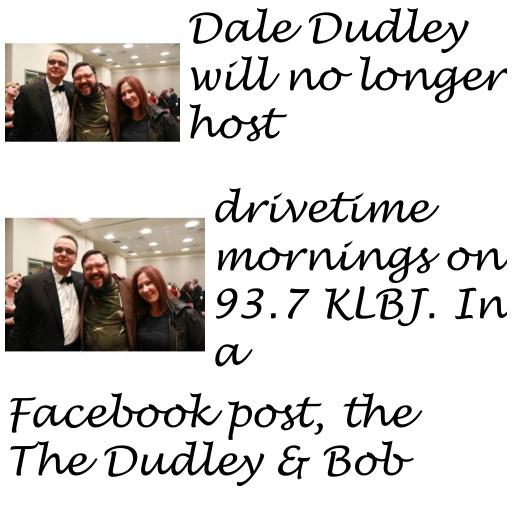 Dale Dudley
will no longer
host
drivetime
mornings on
93.7 KLBJ. In
a
Facebook post, the
The Dudley & Bob